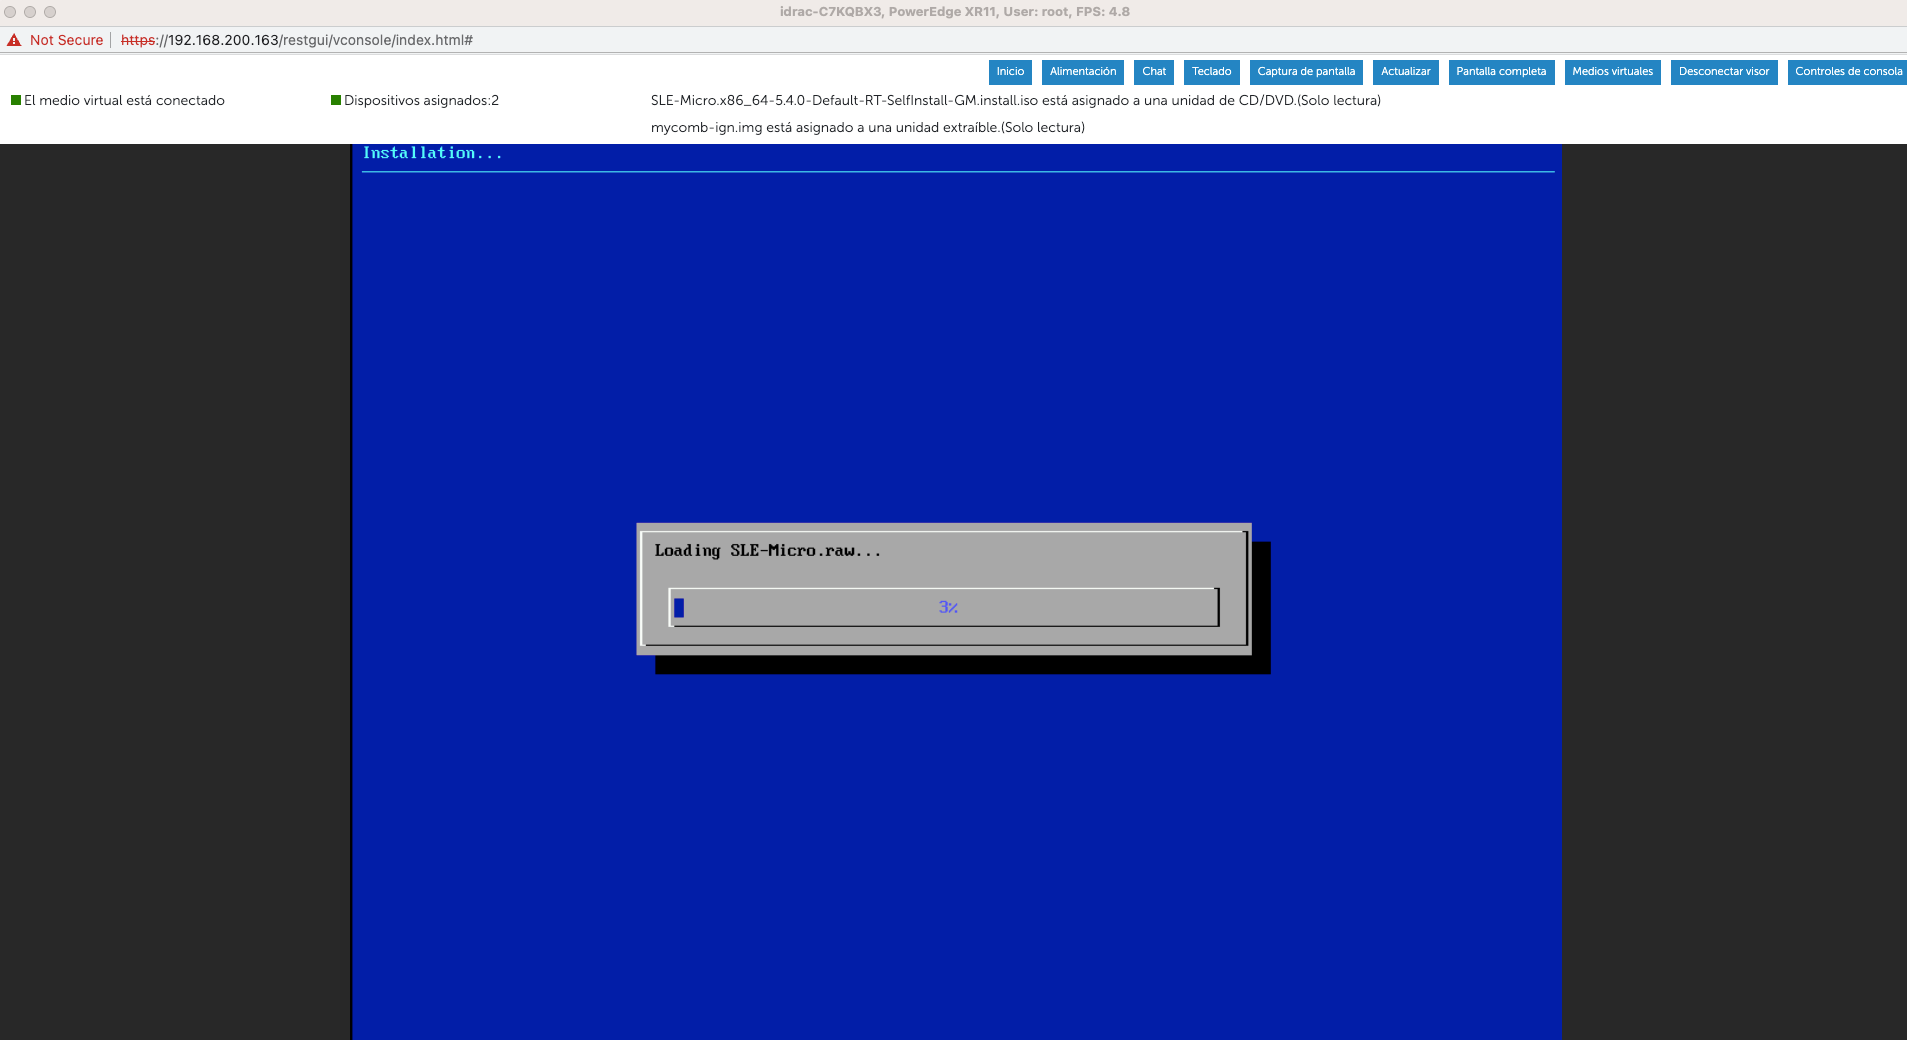 idrac-C7KQBX3, PowerEdge XR11, User: root, FPS: 4.8
Not Secure https://192.168.200.163/restgui/vconsole/index.html#
Inicio Alimentación Chat Teclado Captura de pantalla Actualizar Pantalla completa Medios virtuales Desconectar visor Controles de consola
El medio virtual está conectado Dispositivos asignados:2 SLE-Micro.x86_64-5.4.0-Default-RT-SelfInstall-GM.install.iso está asignado a una unidad de CD/DVD.(Solo lectura)
mycomb-ign.img está asignado a una unidad extraíble.(Solo lectura)
Installation...
Loading SLE-Micro.raw...
3%